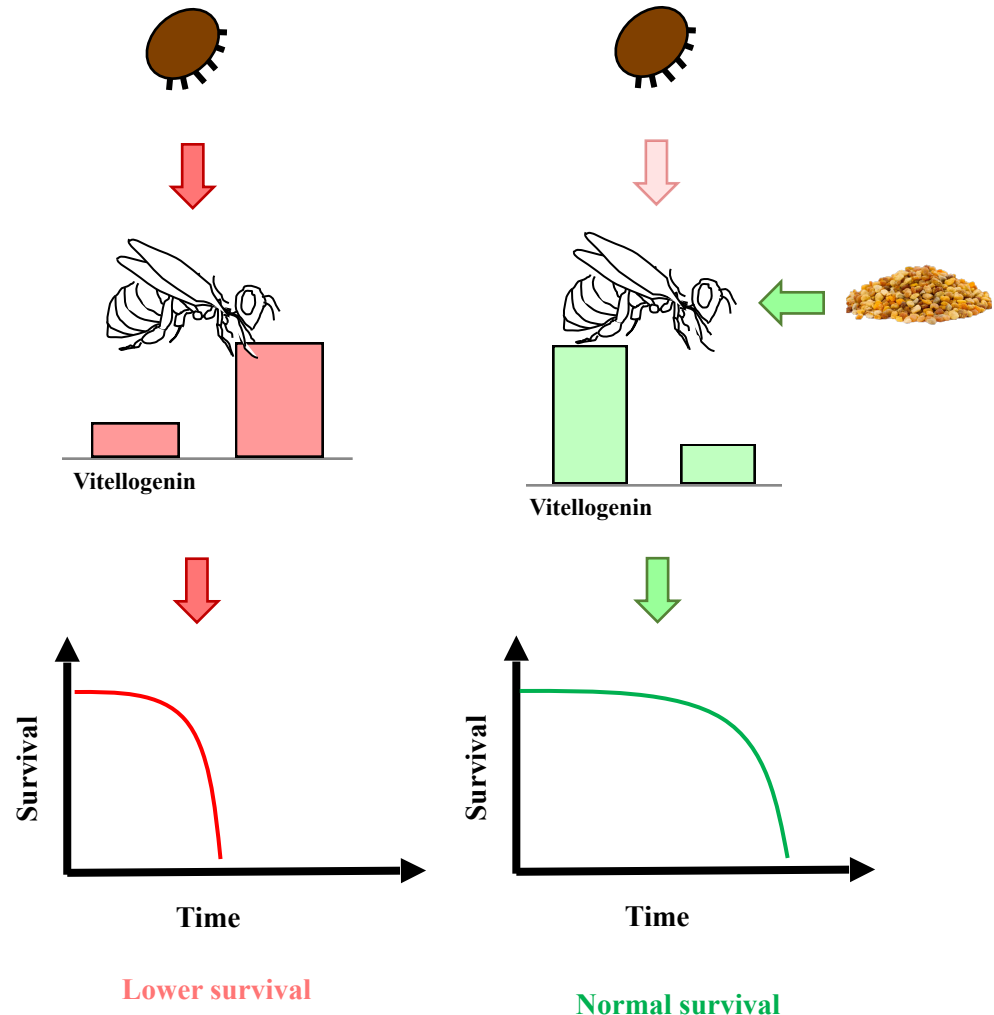 Vitellogenin
Vitellogenin
Survival
Time
Survival
Time
Lower survival
Normal survival